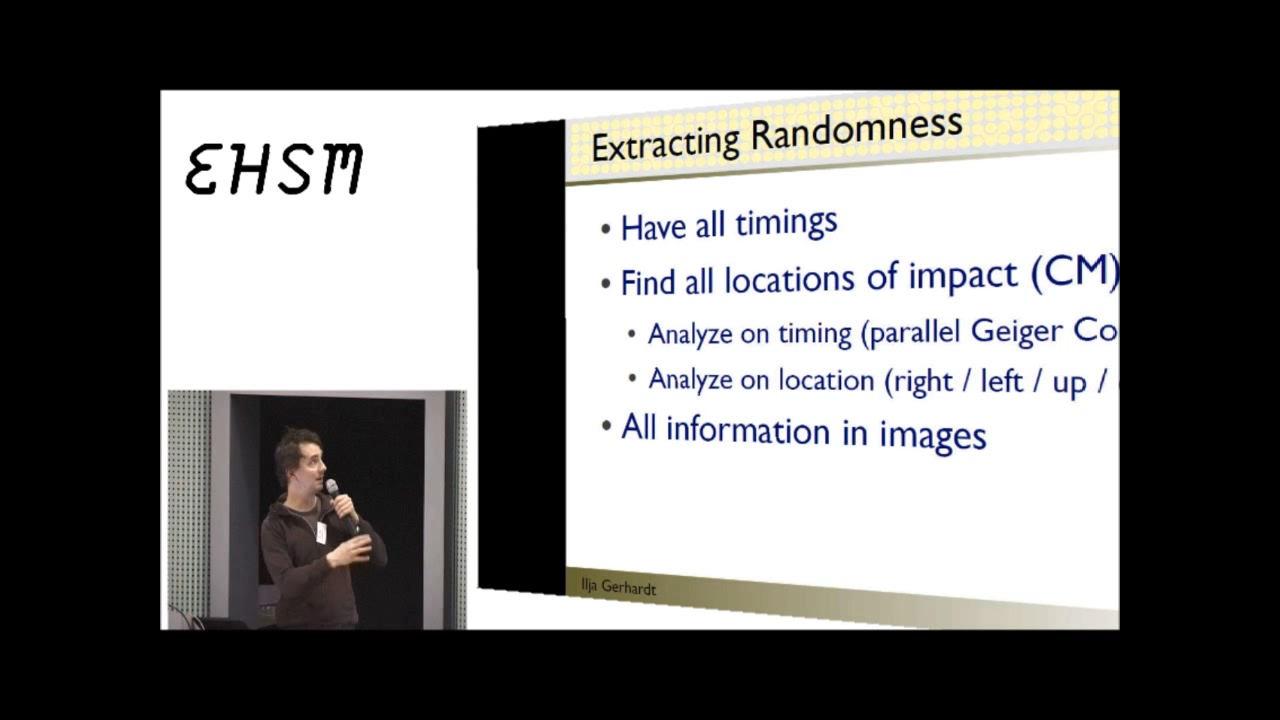 EHSM
Extracting Randomness
• Have all timings
• Find all locations of impact (CM)
• Analyze on timing (parallel Geiger Co
• Analyze on location (right / left / up /
• All information in images
Ilja Gerhardt